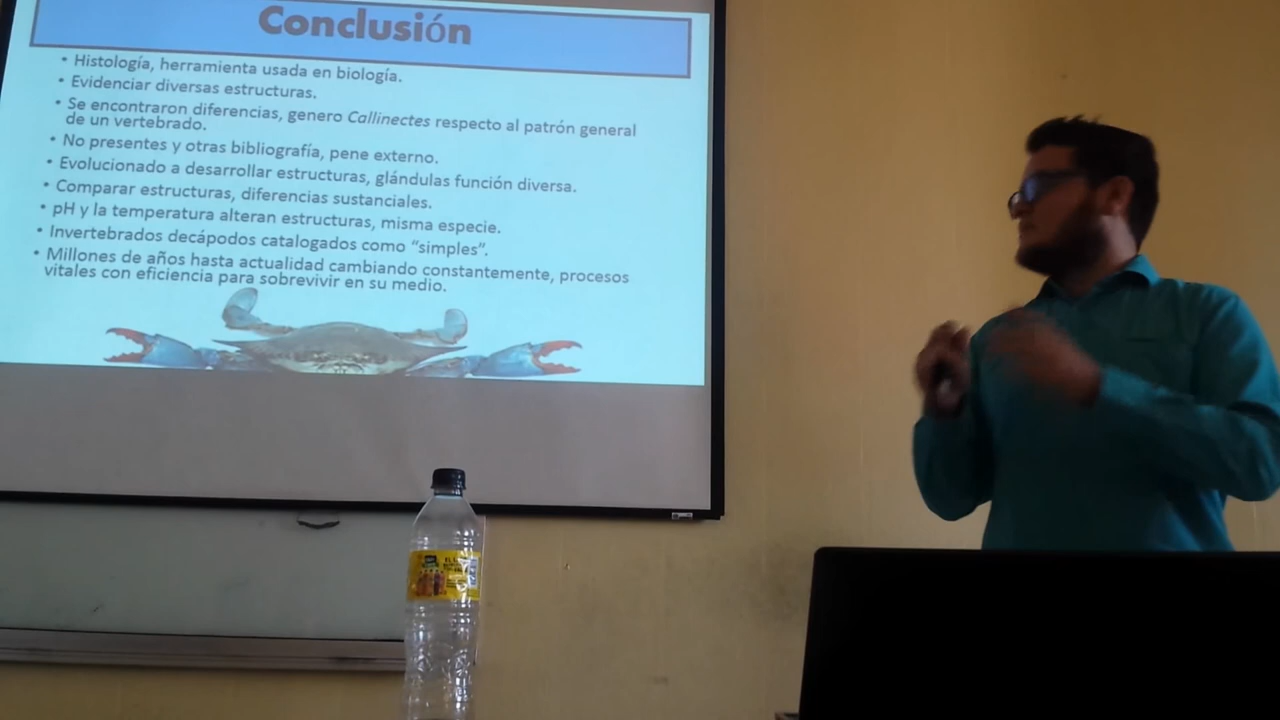 Conclusión
• Histología, herramienta usada en biología.
• Evidenciar diversas estructuras.
• Se encontraron diferencias, genero Callinectes respecto al patrón general
de un vertebrado.
• No presentes y otras bibliografía, pene externo.
• Evolucionado a desarrollar estructuras, glándulas función diversa.
• Comparar estructuras, diferencias sustanciales.
• pH y la temperatura alteran estructuras, misma especie.
• Invertebrados decápodos catalogados como “simples”.
• Millones de años hasta actualidad cambiando constantemente, procesos
vitales con eficiencia para sobrevivir en su medio.